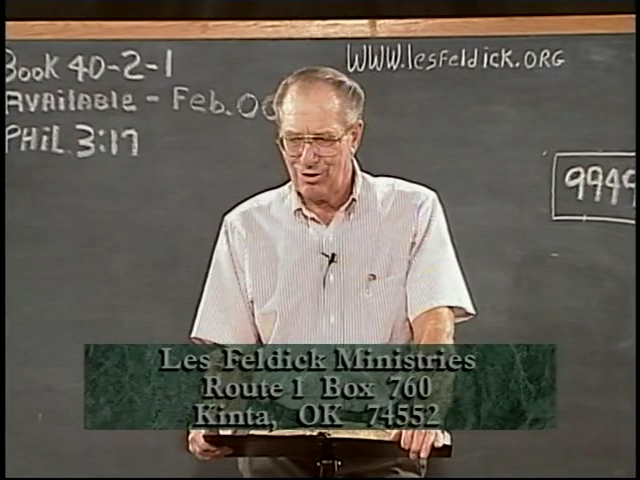 Book 40-2-1
WWW.lesfeldick.ORG
Available - Feb.
Phil. 3:17
9949
Les Feldick Ministries
Route 1 Box 760
Kinta, OK 74552